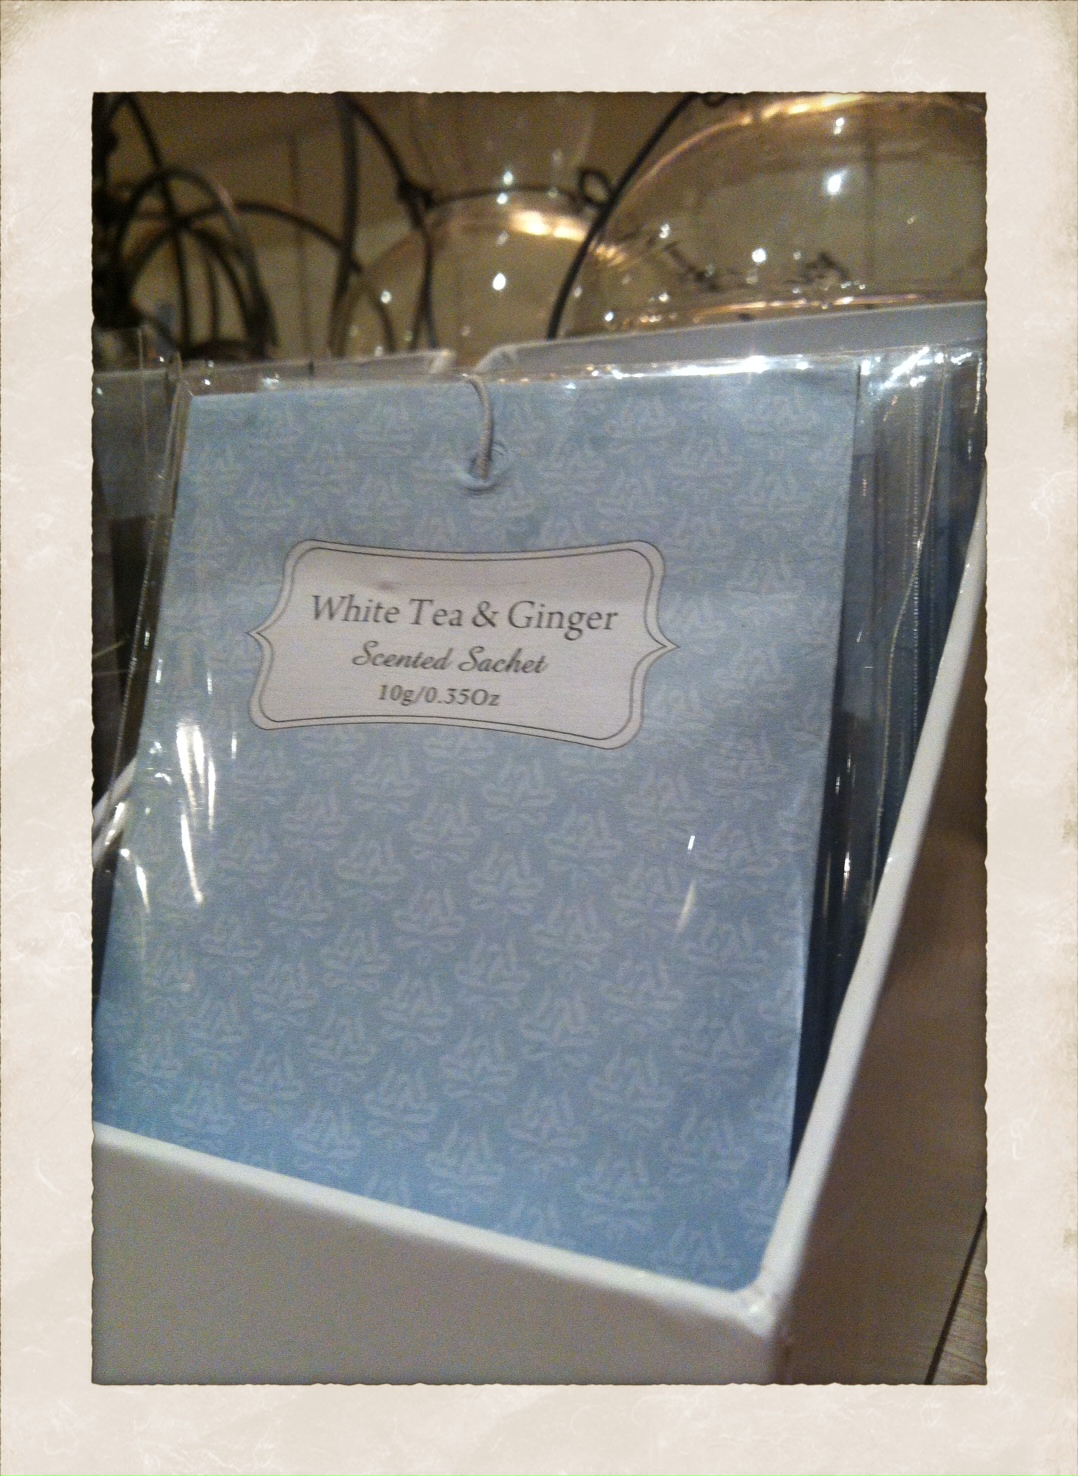 White Tea & Ginger
Scented Sachet
10g/0.35Oz